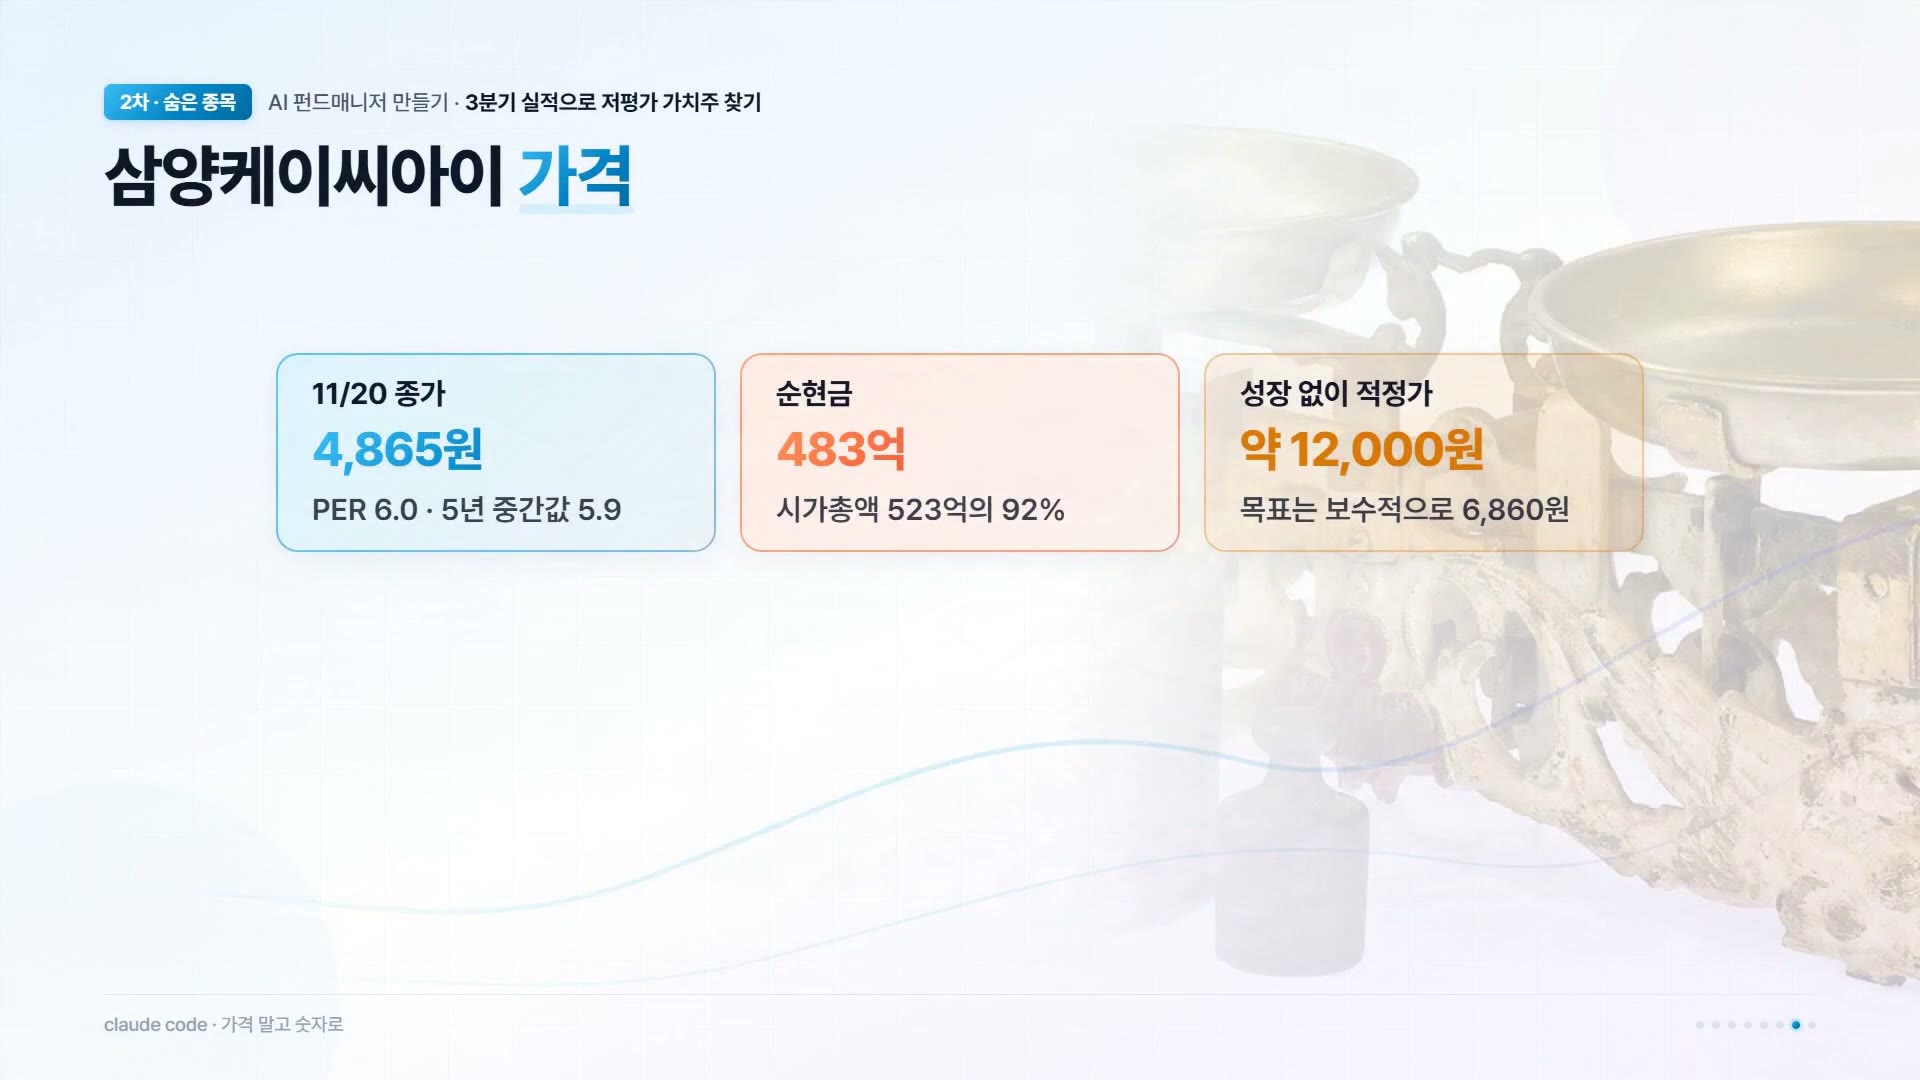 2차 · 숨은 종목 AI 펀드매니저 만들기 · 3분기 실적으로 저평가 가치주 찾기
삼양케이씨아이 가격
11/20 종가
4,865원
PER 6.0 · 5년 중간값 5.9
순현금
483억
시가총액 523억의 92%
성장 없이 적정가
약 12,000원
목표는 보수적으로 6,860원
claude code · 가격 말고 숫자로